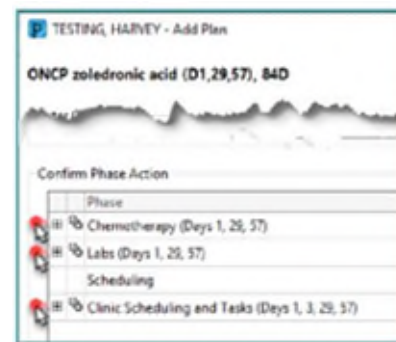 TESTING, HARVEY - Add Plan
ONCP zoledronic acid (D1,29,57), 84D
Confirm Phase Action
Phase
Chemotherapy (Days 1, 29, 57)
Labs (Days 1, 29, 57)
Scheduling
Clinic Scheduling and Tasks (Days 1, 3, 29, 57)